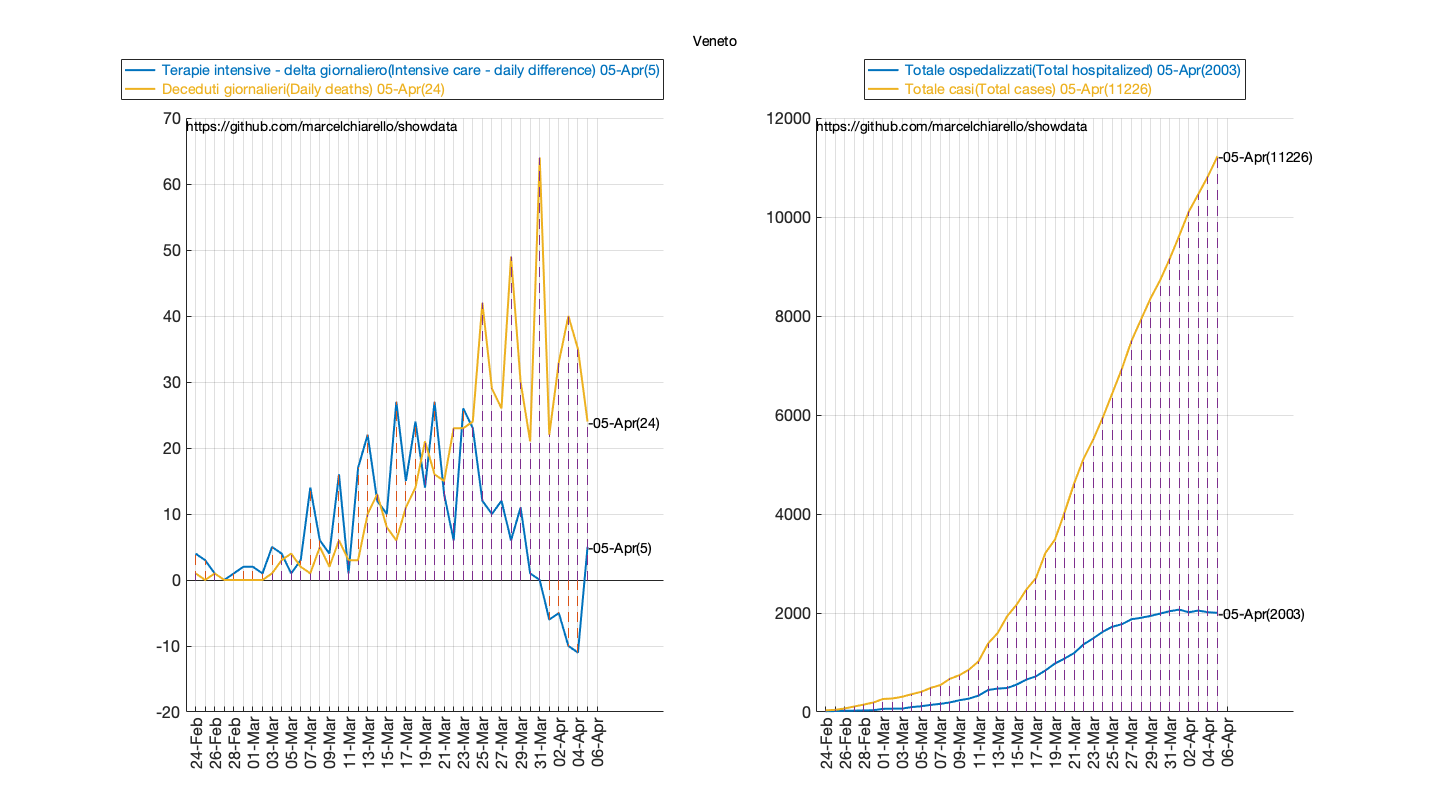 Veneto
Terapie intensive - delta giornaliero(Intensive care - daily difference) 05-Apr(5)
Deceduti giornalieri(Daily deaths) 05-Apr(24)
https://github.com/marcelchiarello/showdata
70
60
50
40
30
20
10
0
-10
-20
-05-Apr(24)
-05-Apr(5)
24-Feb
26-Feb
28-Feb
01-Mar
03-Mar
05-Mar
07-Mar
09-Mar
11-Mar
13-Mar
15-Mar
17-Mar
19-Mar
21-Mar
23-Mar
25-Mar
27-Mar
29-Mar
31-Mar
02-Apr
04-Apr
06-Apr
Totale ospedalizzati(Total hospitalized) 05-Apr(2003)
Totale casi(Total cases) 05-Apr(11226)
https://github.com/marcelchiarello/showdata
12000
10000
8000
6000
4000
2000
0
-05-Apr(11226)
-05-Apr(2003)
24-Feb
26-Feb
28-Feb
01-Mar
03-Mar
05-Mar
07-Mar
09-Mar
11-Mar
13-Mar
15-Mar
17-Mar
19-Mar
21-Mar
23-Mar
25-Mar
27-Mar
29-Mar
31-Mar
02-Apr
04-Apr
06-Apr